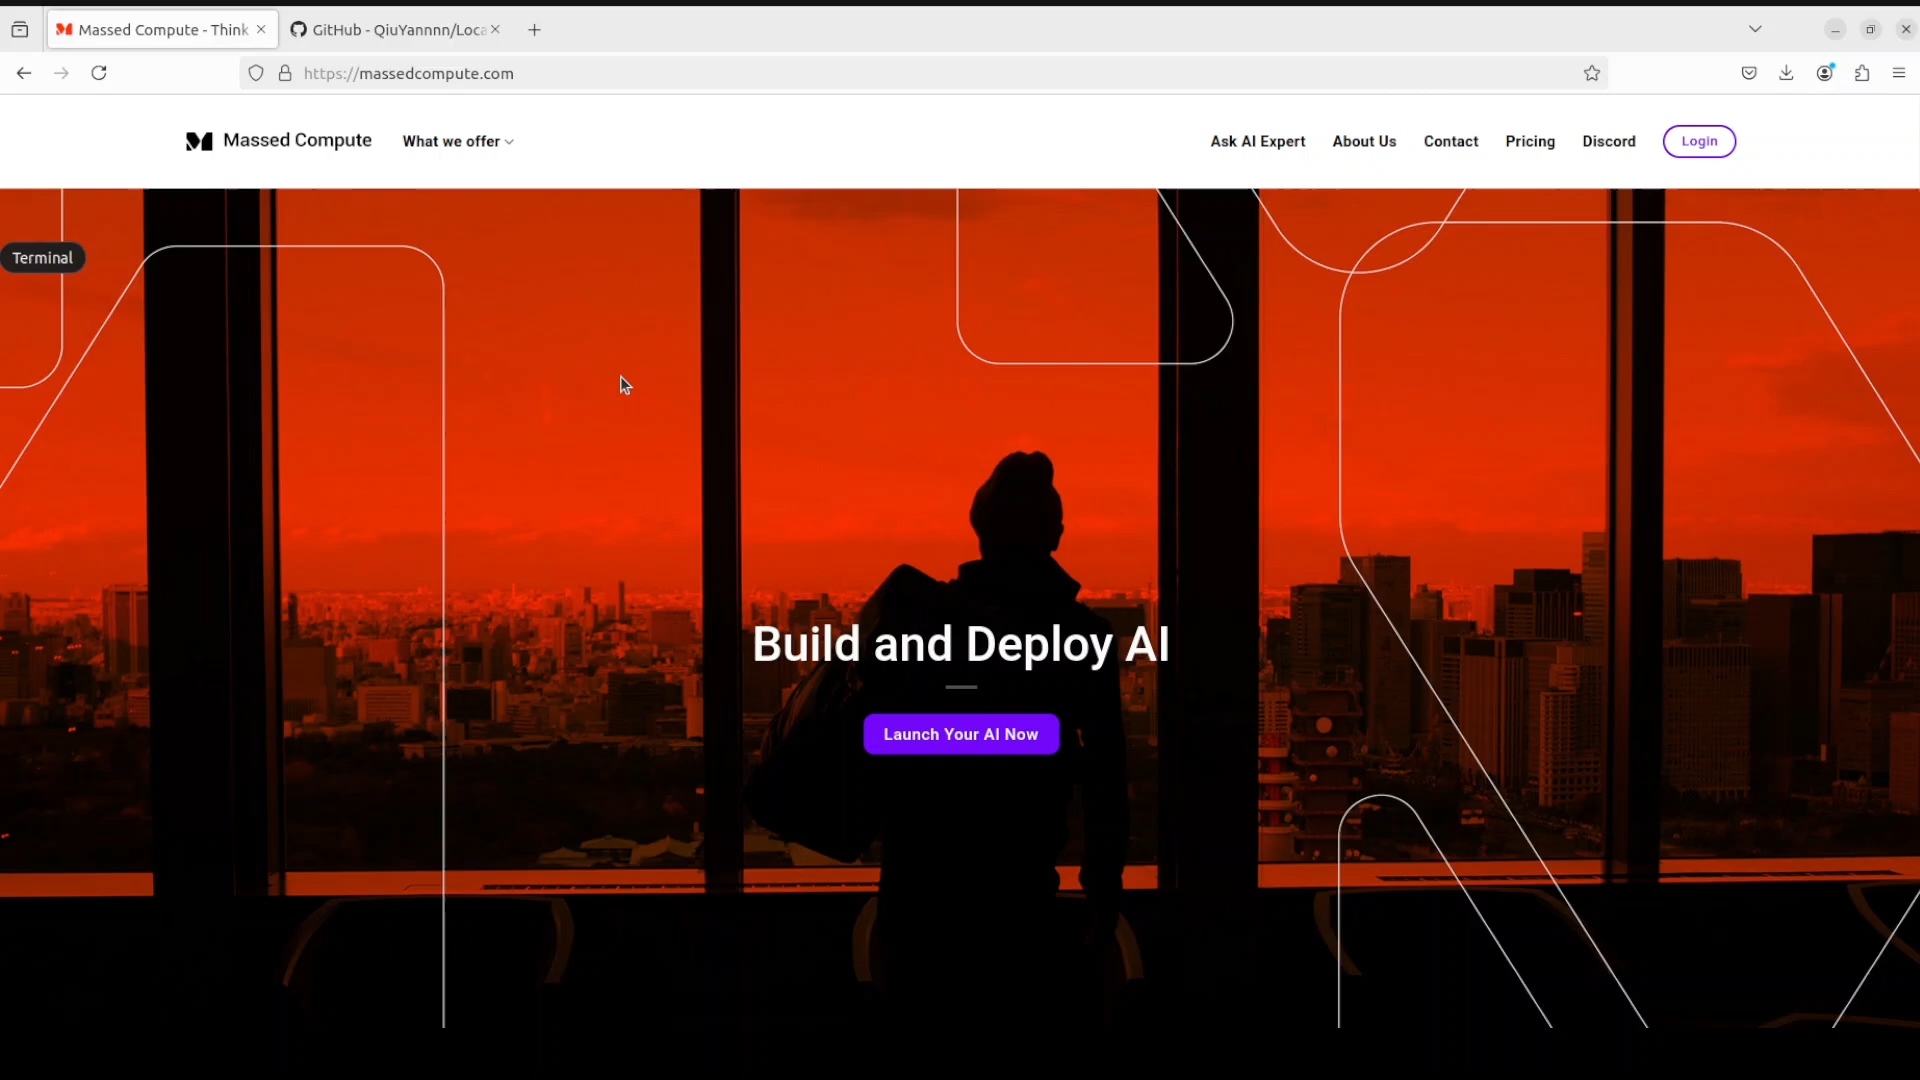 Massed Compute - Think
GitHub - QiuYannnn/Loca
https://massedcompute.com
Massed Compute
What we offer
Ask AI Expert
About Us
Contact
Pricing
Discord
Login
Terminal
Build and Deploy AI
Launch Your AI Now